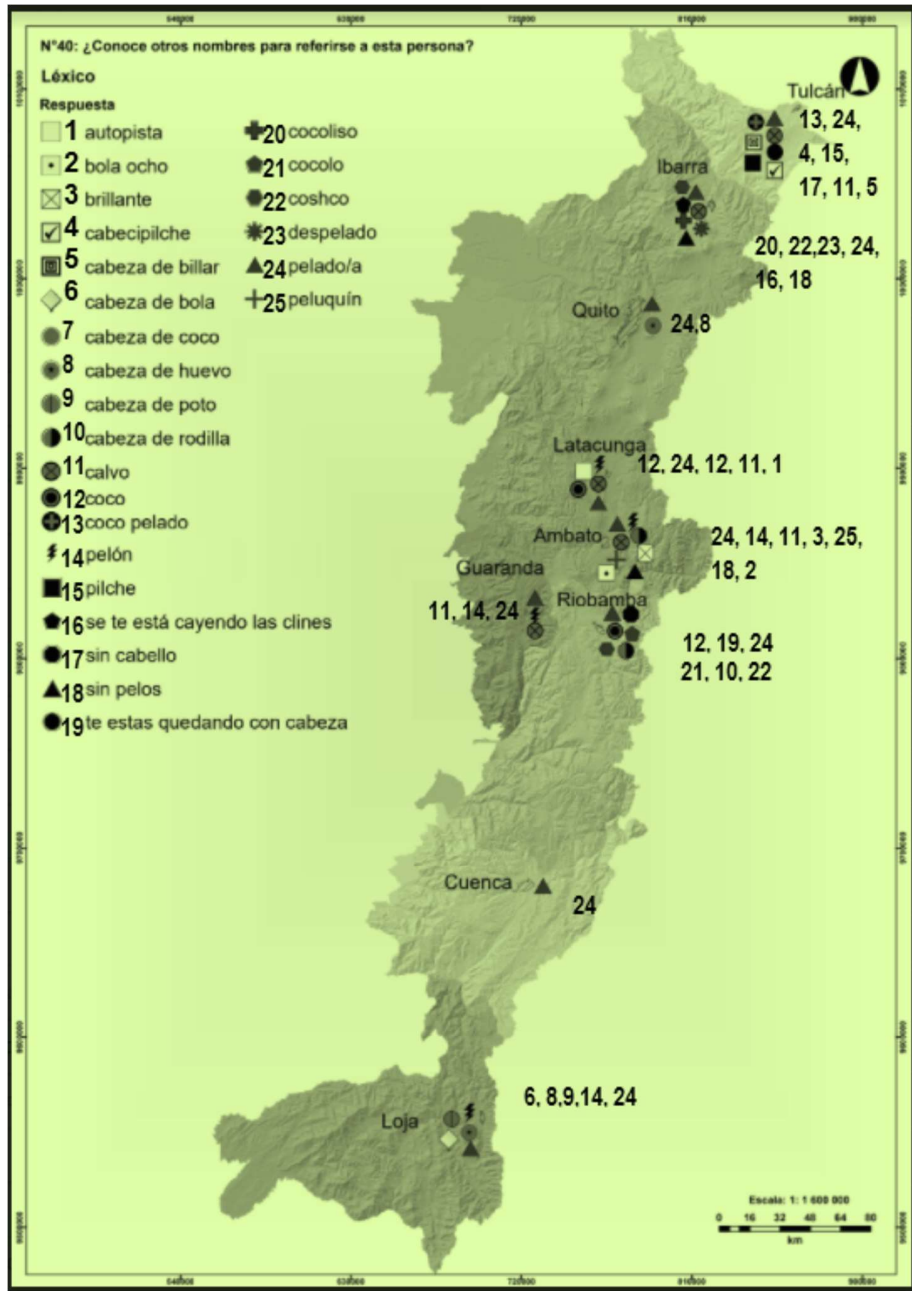 N°40: ¿Conoce otros nombres para referirse a esta persona?
Léxico
Respuesta
1 autopista
2 bola ocho
3 brillante
4 cabecipilche
5 cabeza de billar
6 cabeza de bola
7 cabeza de coco
8 cabeza de huevo
9 cabeza de poto
10 cabeza de rodilla
11 calvo
12 coco
13 coco pelado
14 pelón
15 pilche
16 se te está cayendo las clines
17 sin cabello
18 sin pelos
19 te estas quedando con cabeza
20 cocoliso
21 cocolo
22 coshco
23 despelado
24 pelado/a
25 peluquín
Tulcán
13, 24,
4, 15,
17, 11, 5
Ibarra
20, 22,23, 24,
16, 18
Quito
24,8
Latacunga
12, 24, 12, 11, 1
Ambato
24, 14, 11, 3, 25,
18, 2
Guaranda
11, 14, 24
Riobamba
12, 19, 24
21, 10, 22
Cuenca
24
Loja
6, 8,9,14, 24
Escala: 1: 1 600 000
0 16 32 48 64 80
km